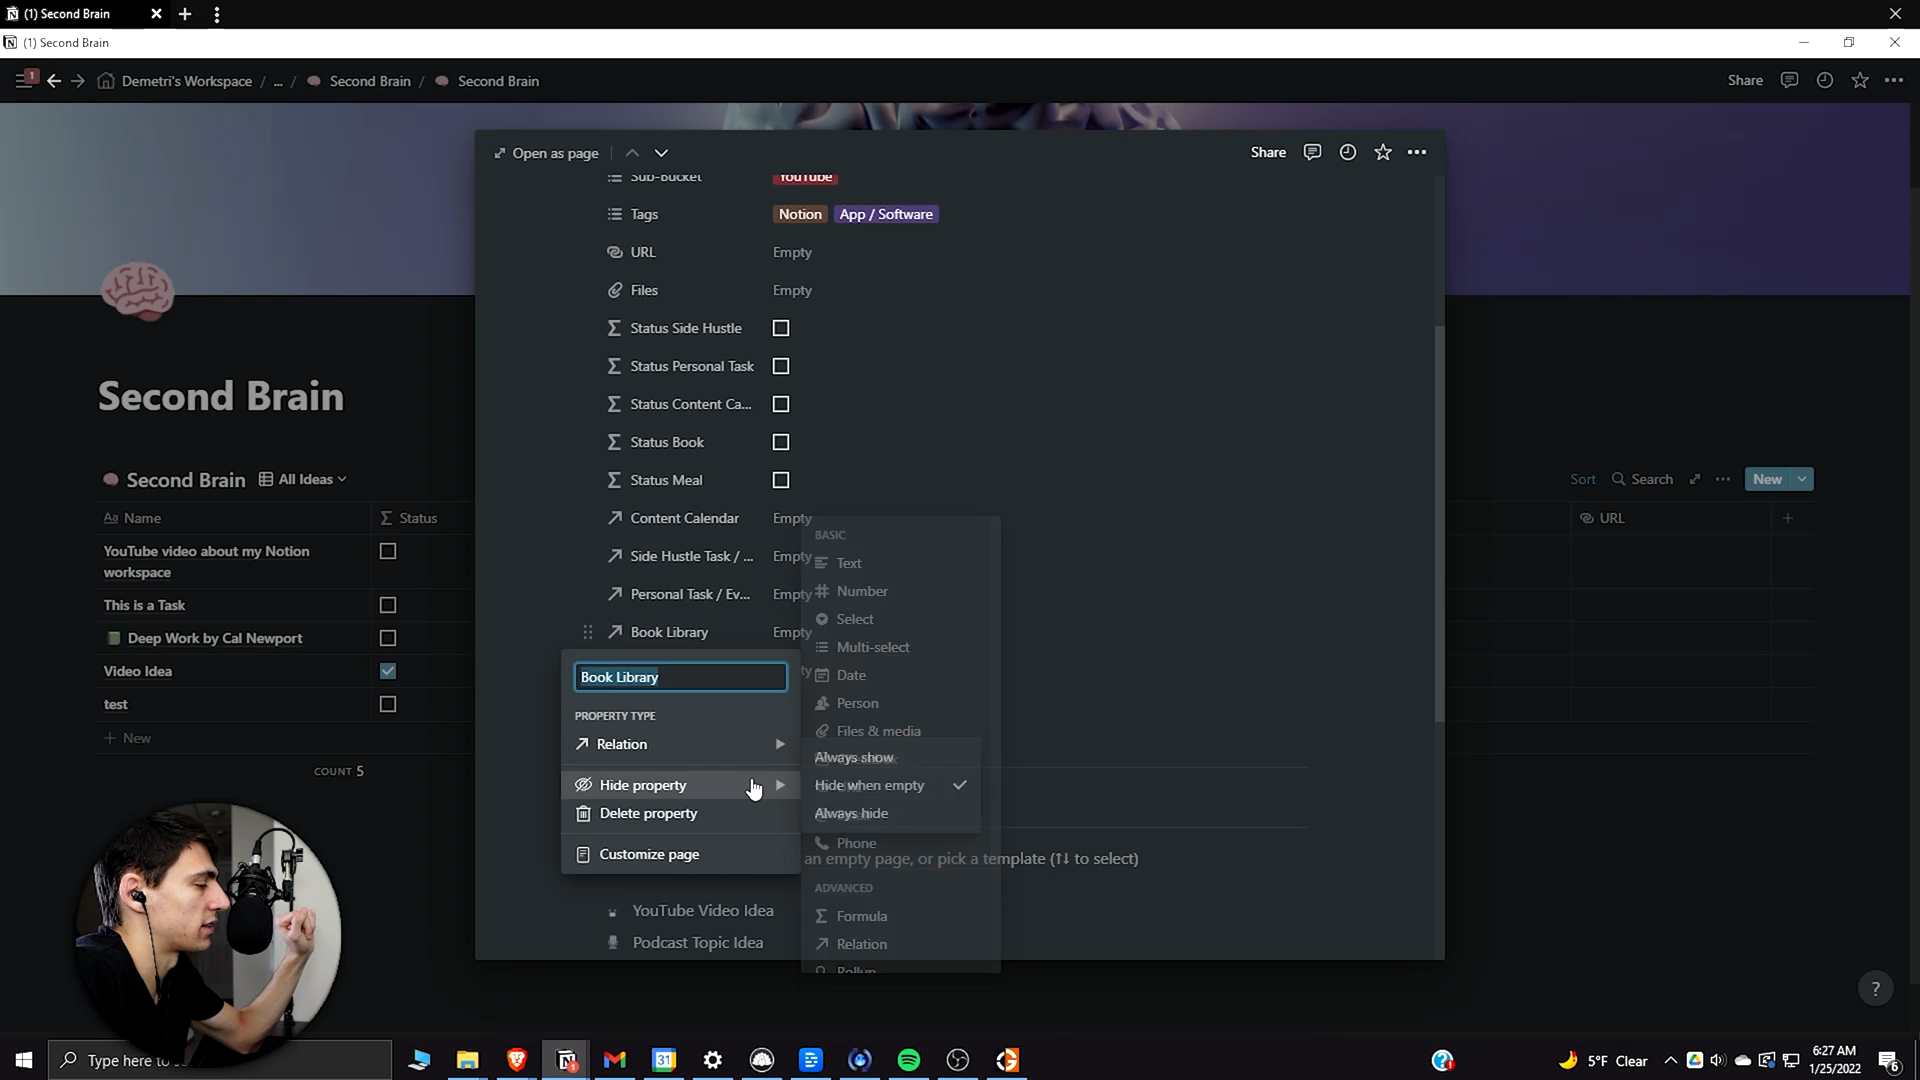 (1) Second Brain
(1) Second Brain
Demetri's Workspace / ... / Second Brain / Second Brain
Share
Open as page
Share
Sub-Bucket YouTube
Tags Notion App / Software
URL Empty
Files Empty
Status Side Hustle
Status Personal Task
Status Content Ca...
Status Book
Status Meal
Content Calendar Empty
Side Hustle Task / ... Empty
Personal Task / Ev... Empty
Book Library Empty
Book Library
PROPERTY TYPE
Relation
Hide property
Delete property
Customize page
BASIC
Text
Number
Select
Multi-select
Date
Person
Files & media
Always show
Hide when empty
Always hide
Phone
an empty page, or pick a template (↑↓ to select)
ADVANCED
Formula
Relation
Rollup
YouTube Video Idea
Podcast Topic Idea
Second Brain
Second Brain All Ideas
Sort Search New
Aa Name Status URL
YouTube video about my Notion
workspace
This is a Task
Deep Work by Cal Newport
Video Idea
test
+ New
COUNT 5
?
Type here to
31
5°F Clear
6:27 AM
1/25/2022
6